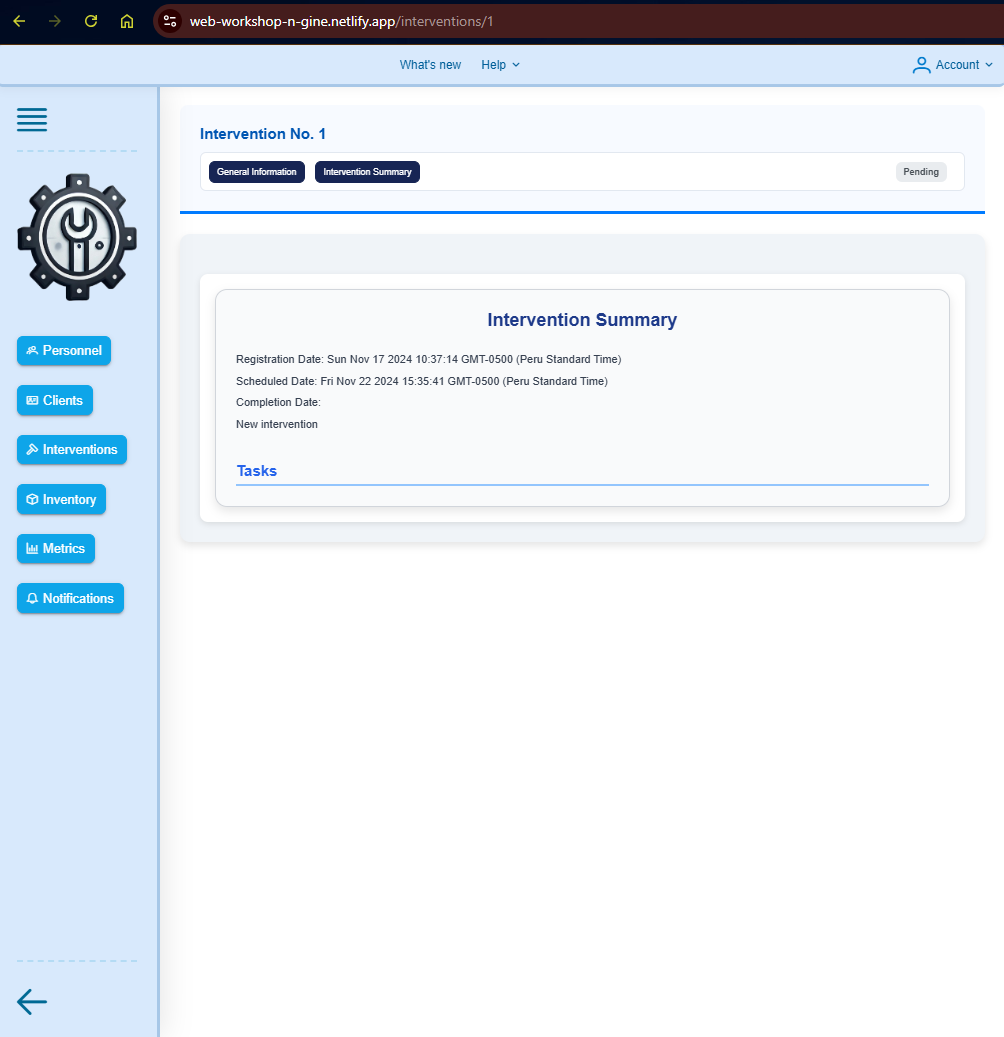 web-workshop-n-gine.netlify.app/interventions/1
What's new Help Account
Intervention No. 1
General Information Intervention Summary Pending
Intervention Summary
Registration Date: Sun Nov 17 2024 10:37:14 GMT-0500 (Peru Standard Time)
Scheduled Date: Fri Nov 22 2024 15:35:41 GMT-0500 (Peru Standard Time)
Completion Date:
New intervention
Tasks
Personnel
Clients
Interventions
Inventory
Metrics
Notifications